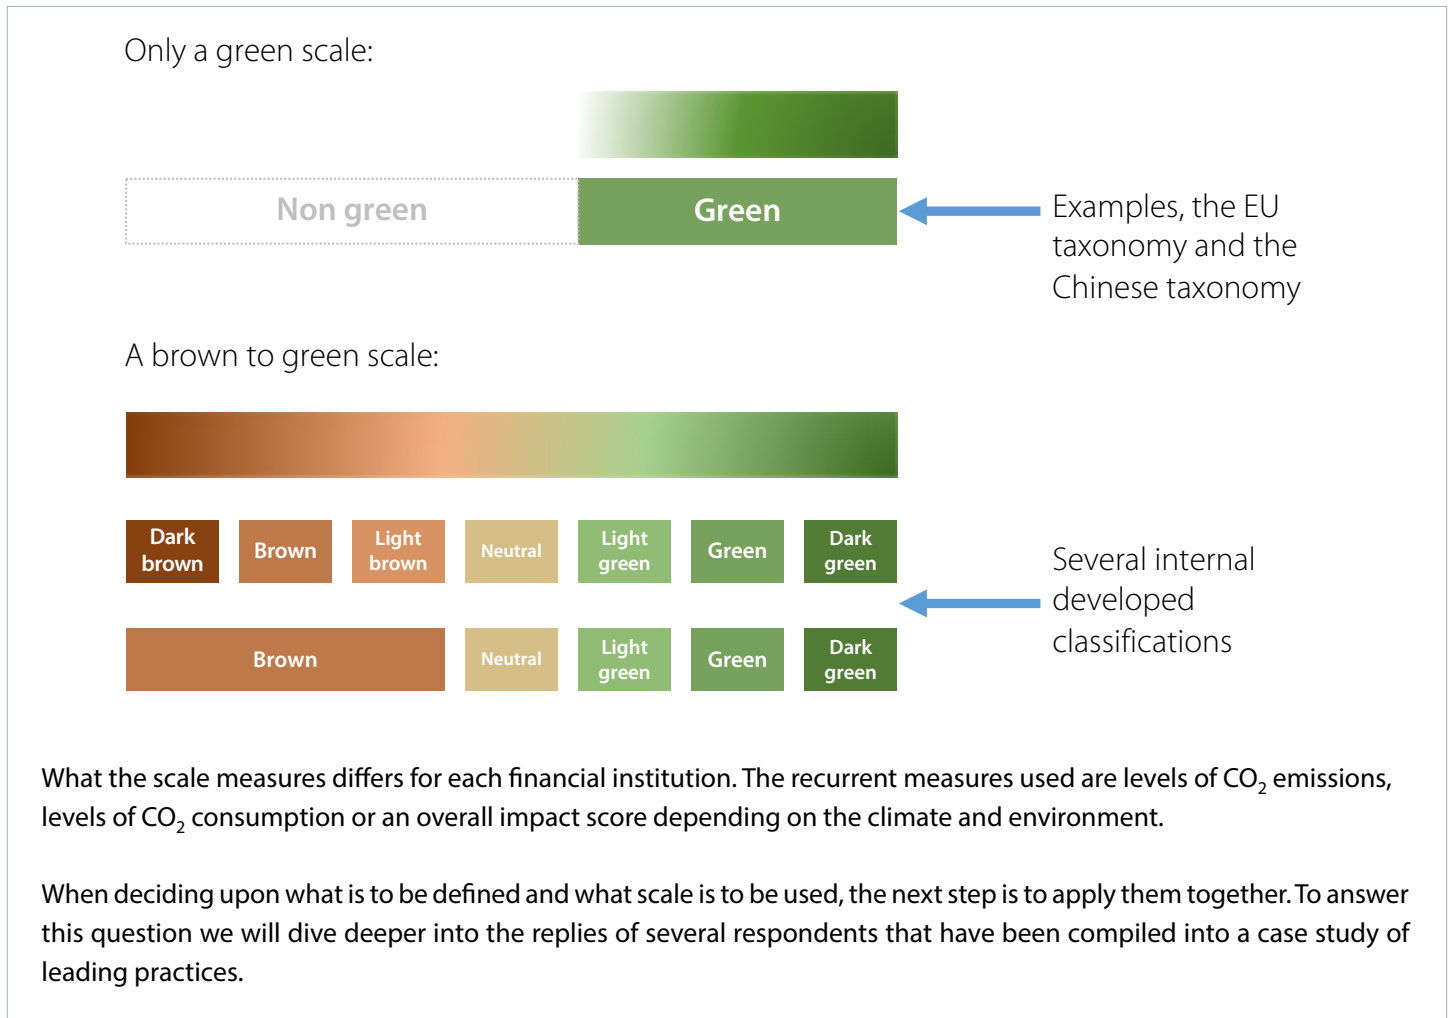 Only a green scale:
Non green
Green
Examples, the EU
taxonomy and the
Chinese taxonomy
A brown to green scale:
Dark
brown
Brown
Light
brown
Neutral
Light
green
Green
Dark
green
Several internal
developed
classifications
Brown
Neutral
Light
green
Green
Dark
green
What the scale measures differs for each financial institution. The recurrent measures used are levels of CO₂ emissions,
levels of CO₂ consumption or an overall impact score depending on the climate and environment.
When deciding upon what is to be defined and what scale is to be used, the next step is to apply them together. To answer
this question we will dive deeper into the replies of several respondents that have been compiled into a case study of
leading practices.